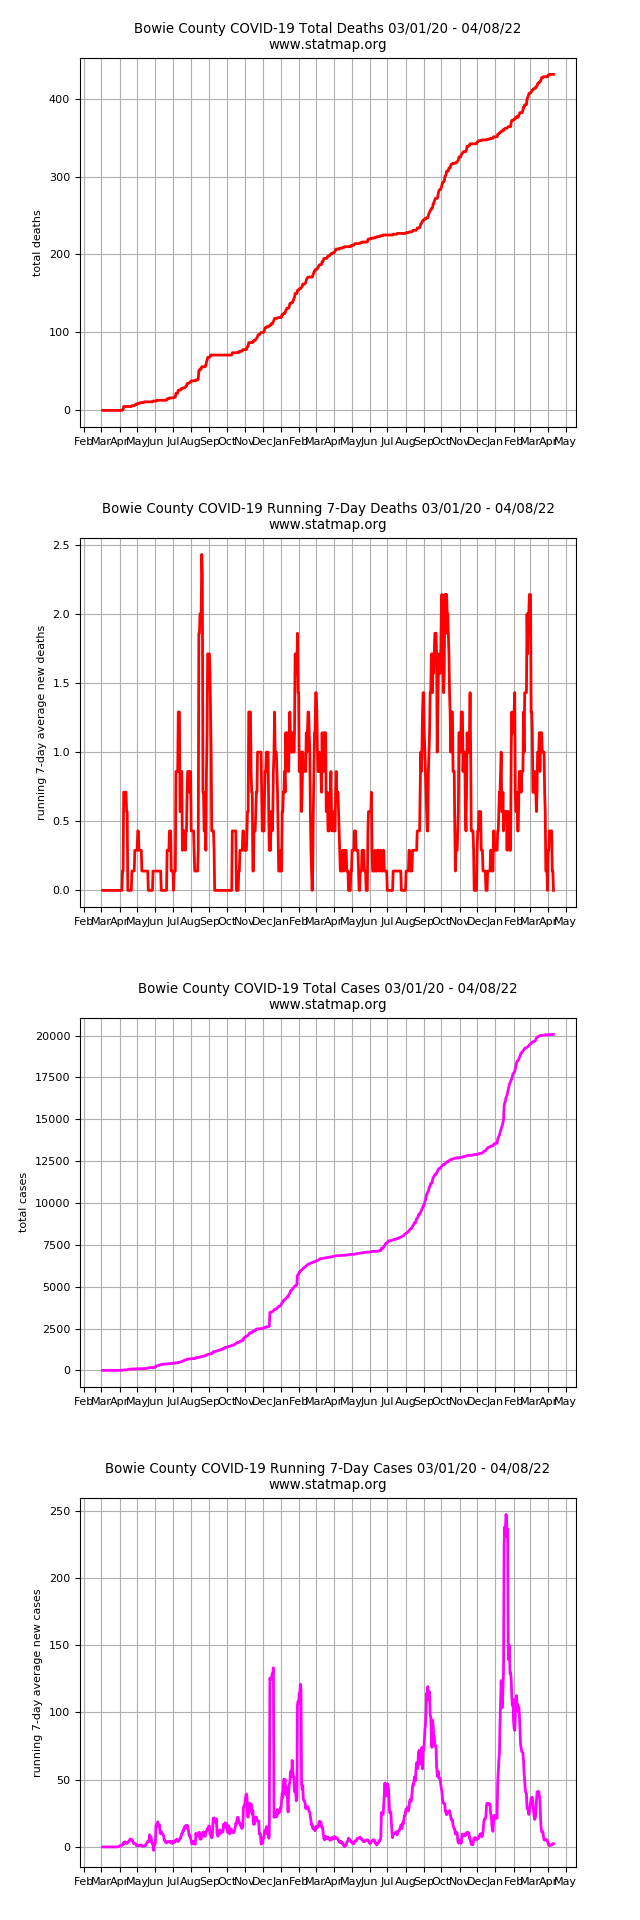 Bowie County COVID-19 Total Deaths 03/01/20 - 04/08/22
www.statmap.org
total deaths
400
300
200
100
0
Feb Mar Apr May Jun Jul Aug Sep Oct Nov Dec Jan Feb Mar Apr May Jun Jul Aug Sep Oct Nov Dec Jan Feb Mar Apr May
Bowie County COVID-19 Running 7-Day Deaths 03/01/20 - 04/08/22
www.statmap.org
running 7-day average new deaths
2.5
2.0
1.5
1.0
0.5
0.0
Feb Mar Apr May Jun Jul Aug Sep Oct Nov Dec Jan Feb Mar Apr May Jun Jul Aug Sep Oct Nov Dec Jan Feb Mar Apr May
Bowie County COVID-19 Total Cases 03/01/20 - 04/08/22
www.statmap.org
total cases
20000
17500
15000
12500
10000
7500
5000
2500
0
Feb Mar Apr May Jun Jul Aug Sep Oct Nov Dec Jan Feb Mar Apr May Jun Jul Aug Sep Oct Nov Dec Jan Feb Mar Apr May
Bowie County COVID-19 Running 7-Day Cases 03/01/20 - 04/08/22
www.statmap.org
running 7-day average new cases
250
200
150
100
50
0
Feb Mar Apr May Jun Jul Aug Sep Oct Nov Dec Jan Feb Mar Apr May Jun Jul Aug Sep Oct Nov Dec Jan Feb Mar Apr May